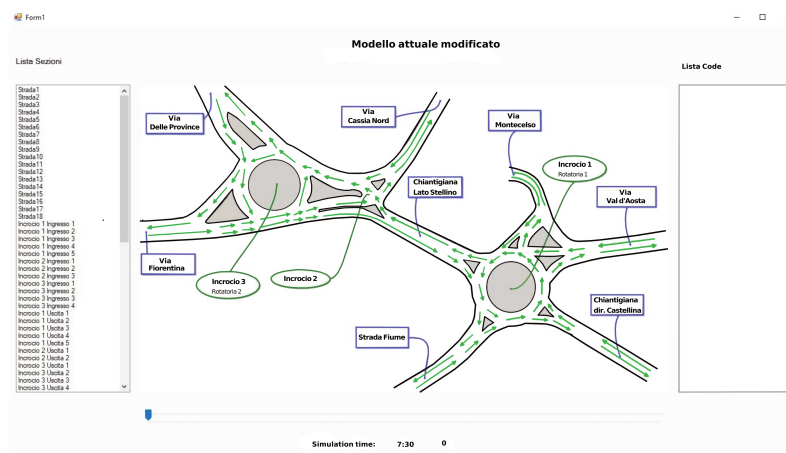 Form1
Modello attuale modificato
Lista Sezioni
Lista Code
Strada1
Strada2
Strada3
Strada4
Strada5
Strada6
Strada7
Strada8
Strada9
Strada10
Strada11
Strada12
Strada13
Strada14
Strada15
Strada16
Strada17
Strada18
Incrocio 1 Ingresso 1
Incrocio 1 Ingresso 2
Incrocio 1 Ingresso 3
Incrocio 1 Ingresso 4
Incrocio 1 Ingresso 5
Incrocio 2 Ingresso 1
Incrocio 2 Ingresso 2
Incrocio 2 Ingresso 3
Incrocio 3 Ingresso 1
Incrocio 3 Ingresso 2
Incrocio 3 Ingresso 3
Incrocio 3 Ingresso 4
Incrocio 1 Uscita 1
Incrocio 1 Uscita 2
Incrocio 1 Uscita 3
Incrocio 1 Uscita 4
Incrocio 1 Uscita 5
Incrocio 2 Uscita 1
Incrocio 2 Uscita 2
Incrocio 3 Uscita 1
Incrocio 3 Uscita 2
Incrocio 3 Uscita 3
Incrocio 3 Uscita 4
Via
Delle Province
Via
Cassia Nord
Via
Montecelso
Incrocio 1
Rotatoria 1
Chiantigiana
Lato Stellino
Via
Val d'Aosta
Via
Fiorentina
Incrocio 3
Rotatoria 2
Incrocio 2
Chiantigiana
dir. Castellina
Strada Fiume
Simulation time: 7:30 0